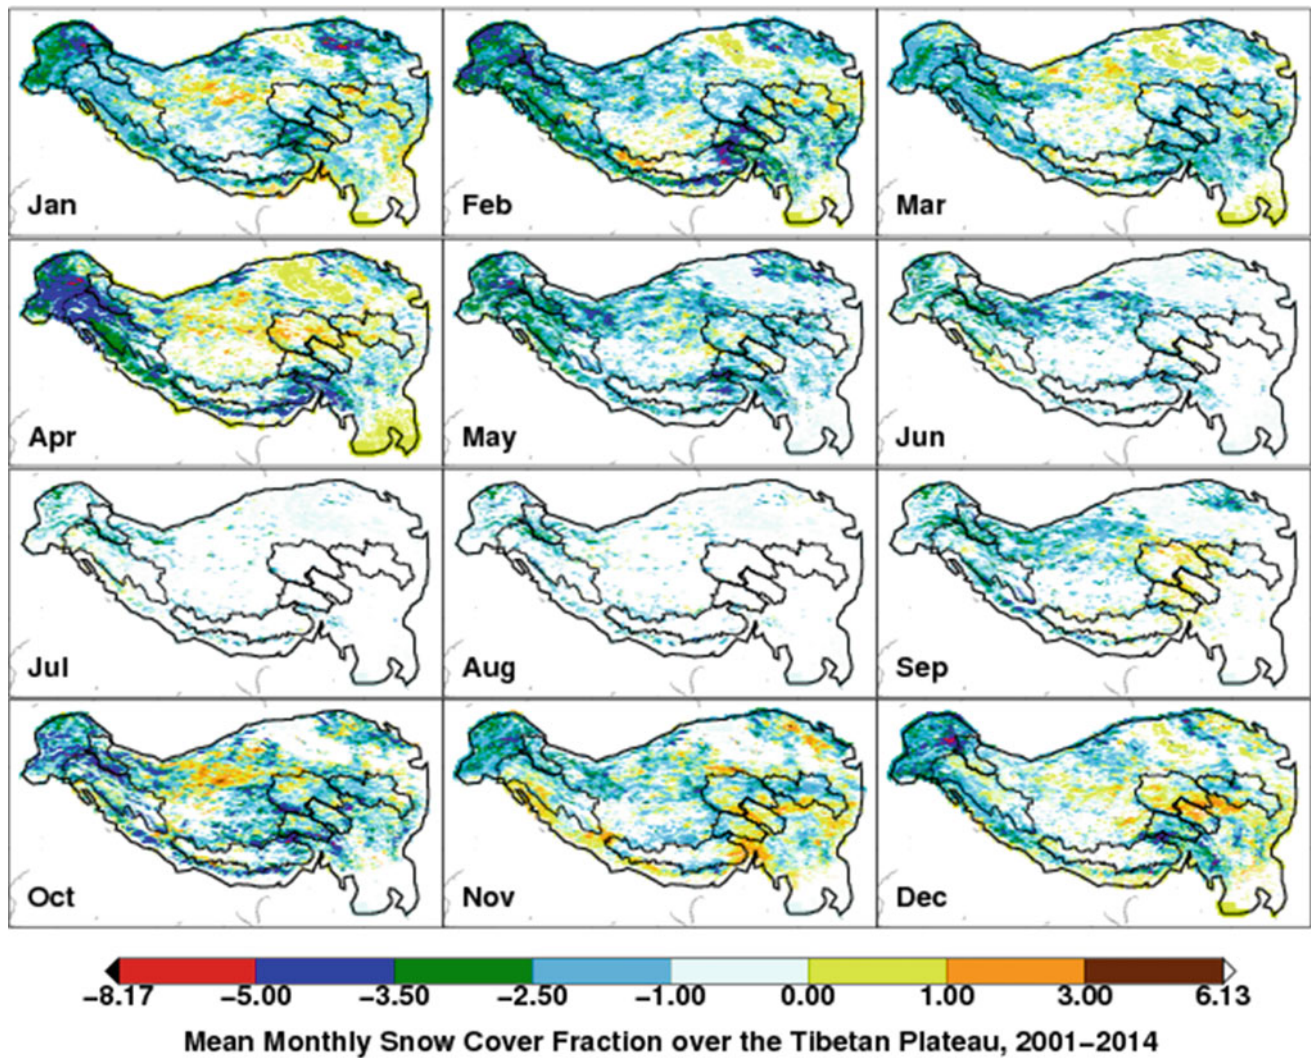 Jan
Feb
Mar
Apr
May
Jun
Jul
Aug
Sep
Oct
Nov
Dec
−8.17 −5.00 −3.50 −2.50 −1.00 0.00 1.00 3.00 6.13
Mean Monthly Snow Cover Fraction over the Tibetan Plateau, 2001−2014